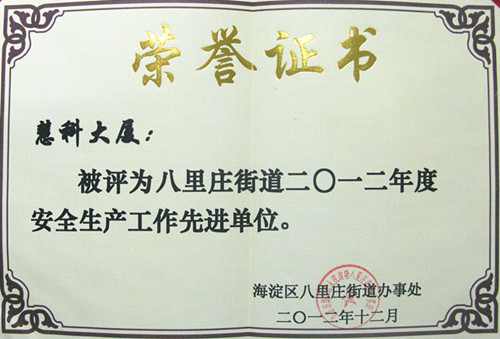 荣誉证书
慧科大厦：
被评为八里庄街道二〇一二年度
安全生产工作先进单位。
海淀区八里庄街道办事处
二〇一二年十二月